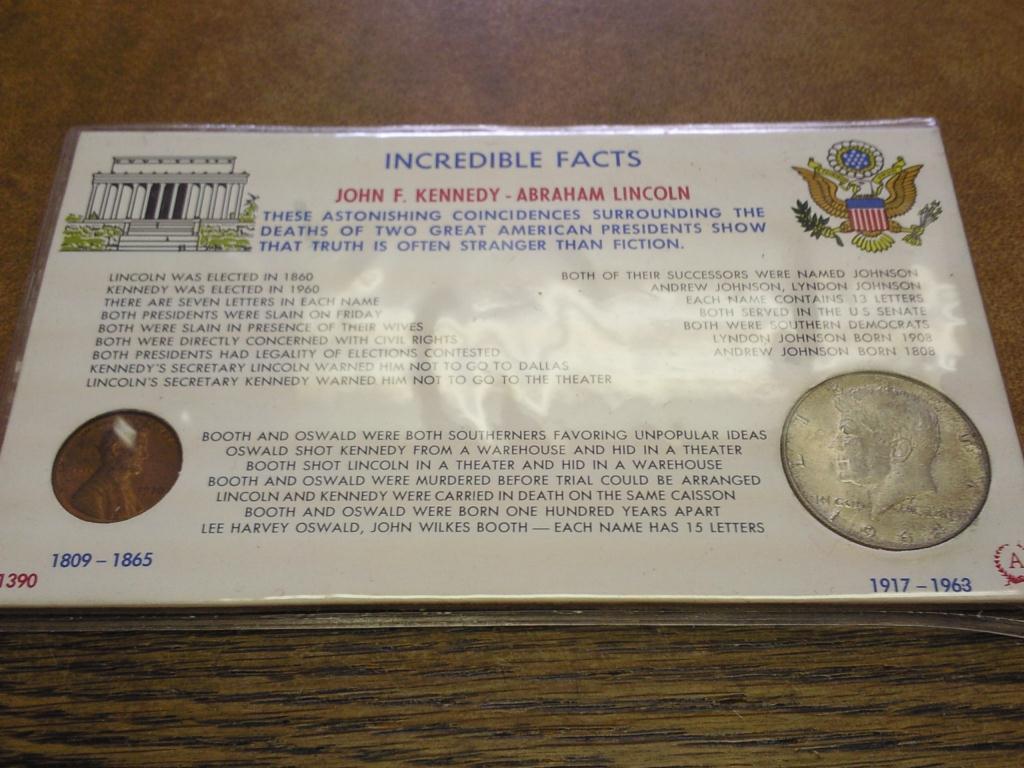 INCREDIBLE FACTS
JOHN F. KENNEDY - ABRAHAM LINCOLN
THESE ASTONISHING COINCIDENCES SURROUNDING THE
DEATHS OF TWO GREAT AMERICAN PRESIDENTS SHOW
THAT TRUTH IS OFTEN STRANGER THAN FICTION.
LINCOLN WAS ELECTED IN 1860
KENNEDY WAS ELECTED IN 1960
THERE ARE SEVEN LETTERS IN EACH NAME
BOTH PRESIDENTS WERE SLAIN ON FRIDAY
BOTH WERE SLAIN IN PRESENCE OF THEIR WIVES
BOTH WERE DIRECTLY CONCERNED WITH CIVIL RIGHTS
BOTH PRESIDENTS HAD LEGALITY OF ELECTIONS CONTESTED
KENNEDY'S SECRETARY LINCOLN WARNED HIM NOT TO GO TO DALLAS
LINCOLN'S SECRETARY KENNEDY WARNED HIM NOT TO GO TO THE THEATER
BOTH OF THEIR SUCCESSORS WERE NAMED JOHNSON
ANDREW JOHNSON, LYNDON JOHNSON
EACH NAME CONTAINS 13 LETTERS
BOTH SERVED IN THE U S SENATE
BOTH WERE SOUTHERN DEMOCRATS
LYNDON JOHNSON BORN 1908
ANDREW JOHNSON BORN 1808
BOOTH AND OSWALD WERE BOTH SOUTHERNERS FAVORING UNPOPULAR IDEAS
OSWALD SHOT KENNEDY FROM A WAREHOUSE AND HID IN A THEATER
BOOTH SHOT LINCOLN IN A THEATER AND HID IN A WAREHOUSE
BOOTH AND OSWALD WERE MURDERED BEFORE TRIAL COULD BE ARRANGED
LINCOLN AND KENNEDY WERE CARRIED IN DEATH ON THE SAME CAISSON
BOOTH AND OSWALD WERE BORN ONE HUNDRED YEARS APART
LEE HARVEY OSWALD, JOHN WILKES BOOTH — EACH NAME HAS 15 LETTERS
IN GOD
1809 - 1865
1390
1917 - 1963
A